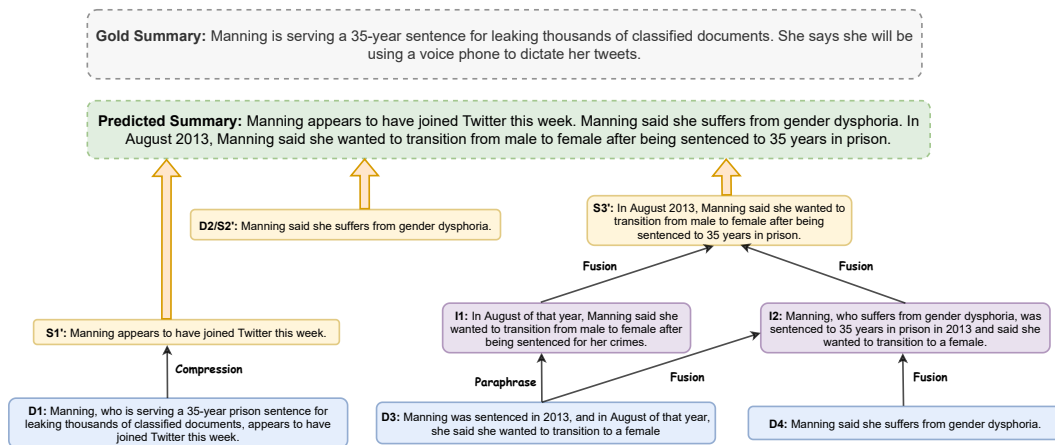 Gold Summary: Manning is serving a 35-year sentence for leaking thousands of classified documents. She says she will be
using a voice phone to dictate her tweets.
Predicted Summary: Manning appears to have joined Twitter this week. Manning said she suffers from gender dysphoria. In
August 2013, Manning said she wanted to transition from male to female after being sentenced to 35 years in prison.
D2/S2': Manning said she suffers from gender dysphoria.
S3': In August 2013, Manning said she wanted to
transition from male to female after being
sentenced to 35 years in prison.
Fusion
Fusion
S1': Manning appears to have joined Twitter this week.
I1: In August of that year, Manning said she
wanted to transition from male to female after
being sentenced for her crimes.
I2: Manning, who suffers from gender dysphoria, was
sentenced to 35 years in prison in 2013 and said she
wanted to transition to a female.
Compression
Paraphrase
Fusion
Fusion
D1: Manning, who is serving a 35-year prison sentence for
leaking thousands of classified documents, appears to have
joined Twitter this week.
D3: Manning was sentenced in 2013, and in August of that year,
she said she wanted to transition to a female
D4: Manning said she suffers from gender dysphoria.